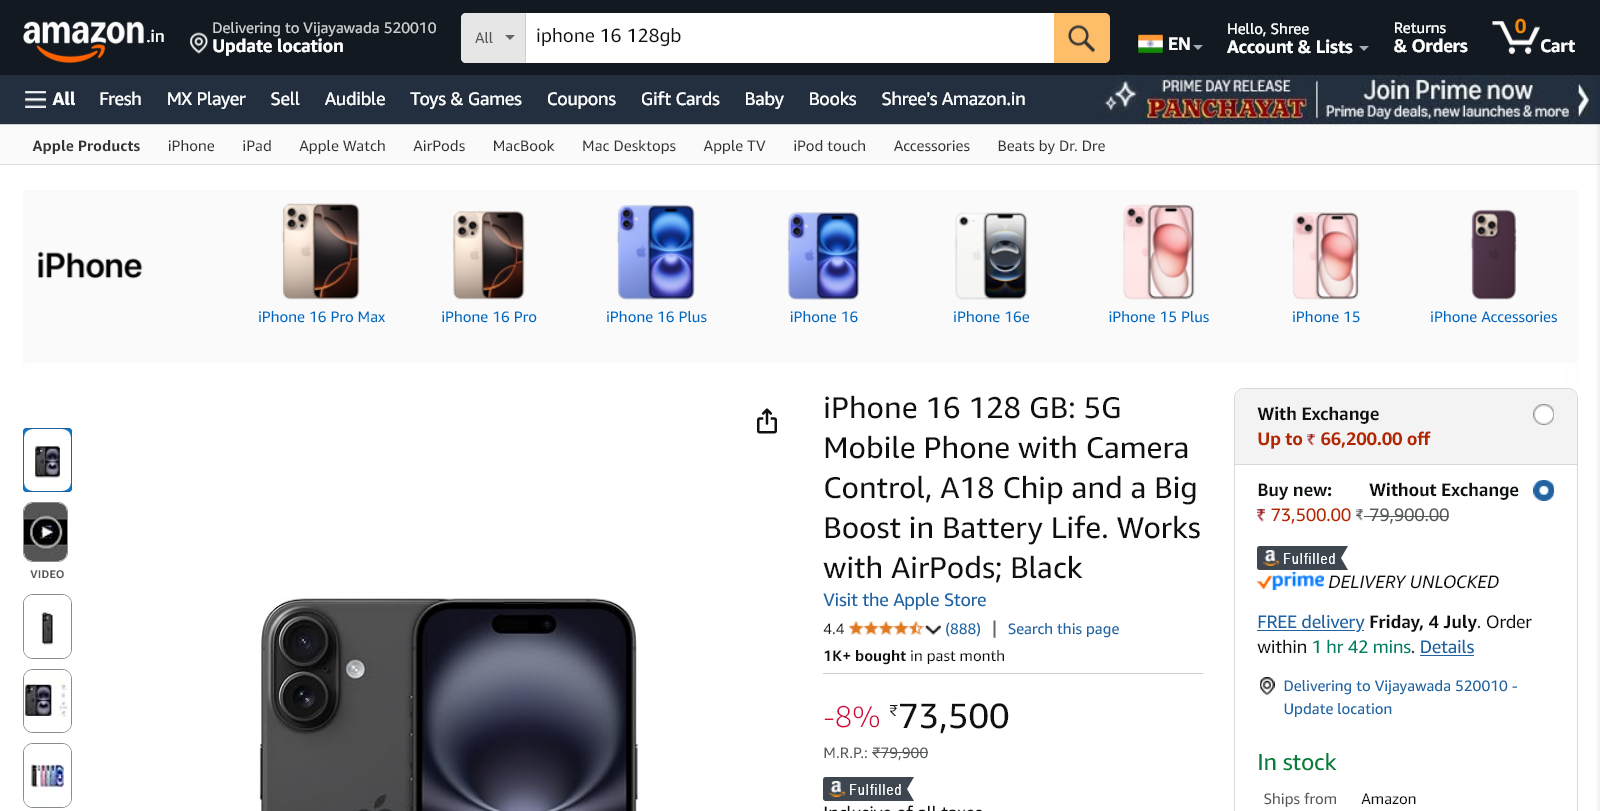 amazon.in
Delivering to Vijayawada 520010
Update location
All
iphone 16 128gb
EN
Hello, Shree
Account & Lists
Returns
& Orders
0
Cart
All
Fresh
MX Player
Sell
Audible
Toys & Games
Coupons
Gift Cards
Baby
Books
Shree's Amazon.in
PRIME DAY RELEASE
PANCHAYAT
Join Prime now
Prime Day deals, new launches & more
Apple Products
iPhone
iPad
Apple Watch
AirPods
MacBook
Mac Desktops
Apple TV
iPod touch
Accessories
Beats by Dr. Dre
iPhone
iPhone 16 Pro Max
iPhone 16 Pro
iPhone 16 Plus
iPhone 16
iPhone 16e
iPhone 15 Plus
iPhone 15
iPhone Accessories
VIDEO
iPhone 16 128 GB: 5G
Mobile Phone with Camera
Control, A18 Chip and a Big
Boost in Battery Life. Works
with AirPods; Black
Visit the Apple Store
4.4 (888) | Search this page
1K+ bought in past month
-8% ₹73,500
M.R.P.: ₹79,900
a Fulfilled
Inclusive of all taxes
With Exchange
Up to ₹ 66,200.00 off
Buy new: Without Exchange
₹ 73,500.00 ₹ 79,900.00
a Fulfilled
prime DELIVERY UNLOCKED
FREE delivery Friday, 4 July. Order
within 1 hr 42 mins. Details
Delivering to Vijayawada 520010 -
Update location
In stock
Ships from Amazon